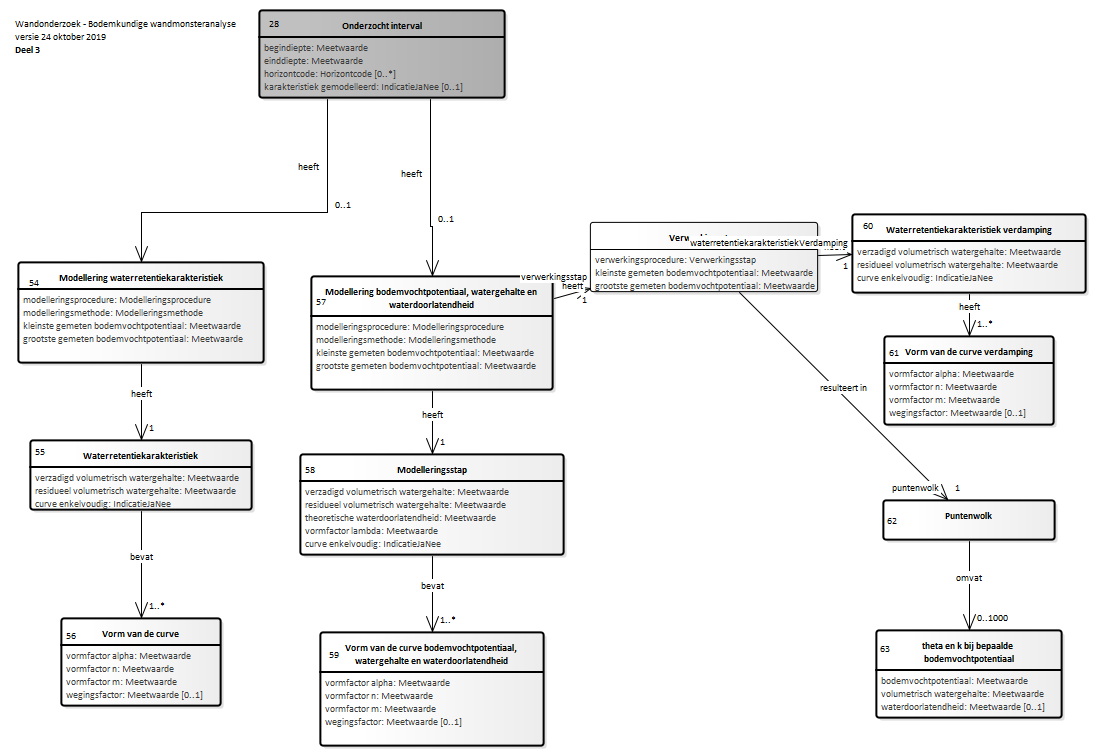 Wandonderzoek - Bodemkundige wandmonsteranalyse
versie 24 oktober 2019
Deel 3
28
Onderzocht interval
begindiepte: Meetwaarde
einddiepte: Meetwaarde
horizontcode: Horizontcode [0..*]
karakteristiek gemodelleerd: IndicatieJaNee [0..1]
heeft
0..1
heeft
0..1
54
Modellering waterretentiekarakteristiek
modelleringsprocedure: Modelleringsprocedure
modelleringsmethode: Modelleringsmethode
kleinste gemeten bodemvochtpotentiaal: Meetwaarde
grootste gemeten bodemvochtpotentiaal: Meetwaarde
heeft
1
55
Waterretentiekarakteristiek
verzadigd volumetrisch watergehalte: Meetwaarde
residueel volumetrisch watergehalte: Meetwaarde
curve enkelvoudig: IndicatieJaNee
bevat
1..*
56
Vorm van de curve
vormfactor alpha: Meetwaarde
vormfactor n: Meetwaarde
vormfactor m: Meetwaarde
wegingsfactor: Meetwaarde [0..1]
57
Modellering bodemvochtpotentiaal, watergehalte en
waterdoorlatendheid
modelleringsprocedure: Modelleringsprocedure
modelleringsmethode: Modelleringsmethode
kleinste gemeten bodemvochtpotentiaal: Meetwaarde
grootste gemeten bodemvochtpotentiaal: Meetwaarde
heeft
1
58
Modelleringsstap
verzadigd volumetrisch watergehalte: Meetwaarde
residueel volumetrisch watergehalte: Meetwaarde
theoretische waterdoorlatendheid: Meetwaarde
vormfactor lambda: Meetwaarde
curve enkelvoudig: IndicatieJaNee
bevat
1..*
59
Vorm van de curve bodemvochtpotentiaal,
watergehalte en waterdoorlatendheid
vormfactor alpha: Meetwaarde
vormfactor n: Meetwaarde
vormfactor m: Meetwaarde
wegingsfactor: Meetwaarde [0..1]
verwerkingsstap
heeft
1
verwerkingsprocedure: Verwerkingsstap
kleinste gemeten bodemvochtpotentiaal: Meetwaarde
grootste gemeten bodemvochtpotentiaal: Meetwaarde
waterretentiekarakteristiekVerdamping
1
60
Waterretentiekarakteristiek verdamping
verzadigd volumetrisch watergehalte: Meetwaarde
residueel volumetrisch watergehalte: Meetwaarde
curve enkelvoudig: IndicatieJaNee
heeft
1..*
61
Vorm van de curve verdamping
vormfactor alpha: Meetwaarde
vormfactor n: Meetwaarde
vormfactor m: Meetwaarde
wegingsfactor: Meetwaarde [0..1]
resulteert in
puntenwolk
1
62
Puntenwolk
omvat
0..1000
63
theta en k bij bepaalde
bodemvochtpotentiaal
bodemvochtpotentiaal: Meetwaarde
volumetrisch watergehalte: Meetwaarde
waterdoorlatendheid: Meetwaarde [0..1]